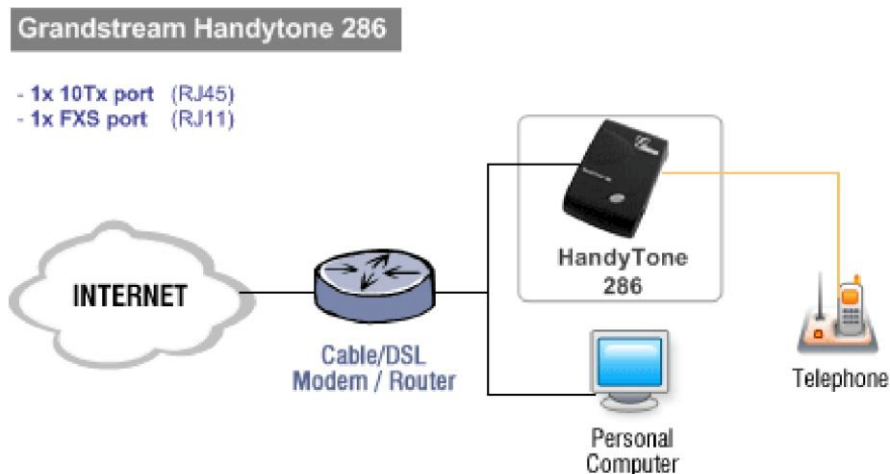 Grandstream Handytone 286
- 1x 10Tx port (RJ45)
- 1x FXS port (RJ11)
INTERNET
Cable/DSL
Modem / Router
HandyTone
286
Personal
Computer
Telephone